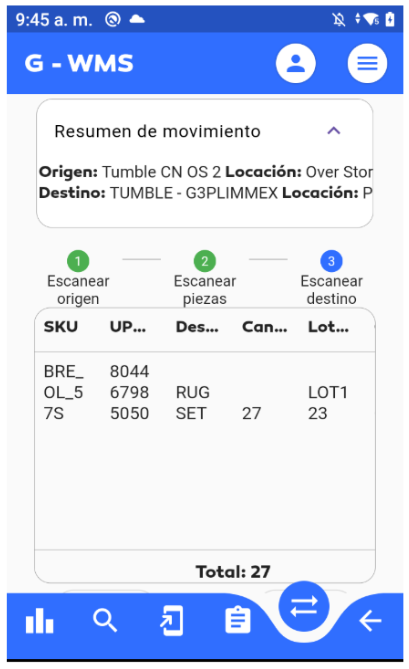 9:45 a. m.
G - WMS
Resumen de movimiento
Origen: Tumble CN OS 2 Locación: Over Stor
Destino: TUMBLE - G3PLIMMEX Locación: P
1 2 3
Escanear origen Escanear piezas Escanear destino
SKU UP... Des... Can... Lot...
BRE_OL_57S 804467985050 RUG SET 27 LOT123
Total: 27